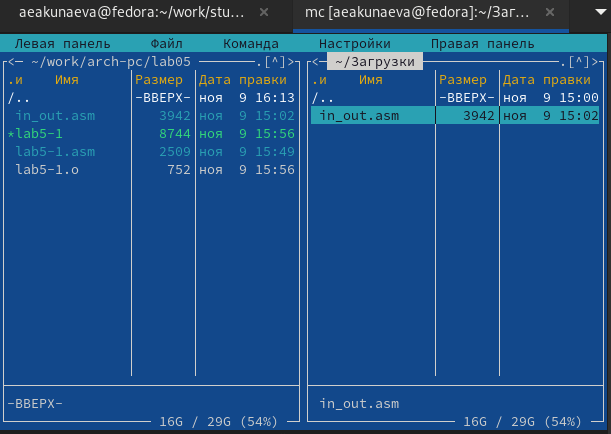 aeakunaeva@fedora:~/work/stu... × mc [aeakunaeva@fedora]:~/Заг... ×
Левая панель Файл Команда Настройки Правая панель
<─ ~/work/arch-pc/lab05 ─.[^]> <─ ~/Загрузки ─.[^]>
.и Имя Размер Дата правки .и Имя Размер Дата правки
/.. -ВВЕРХ- ноя 9 16:13 /.. -ВВЕРХ- ноя 9 15:00
in_out.asm 3942 ноя 9 15:02 in_out.asm 3942 ноя 9 15:02
*lab5-1 8744 ноя 9 15:56
lab5-1.asm 2509 ноя 9 15:49
lab5-1.o 752 ноя 9 15:56
-ВВЕРХ- in_out.asm
16G / 29G (54%) 16G / 29G (54%)